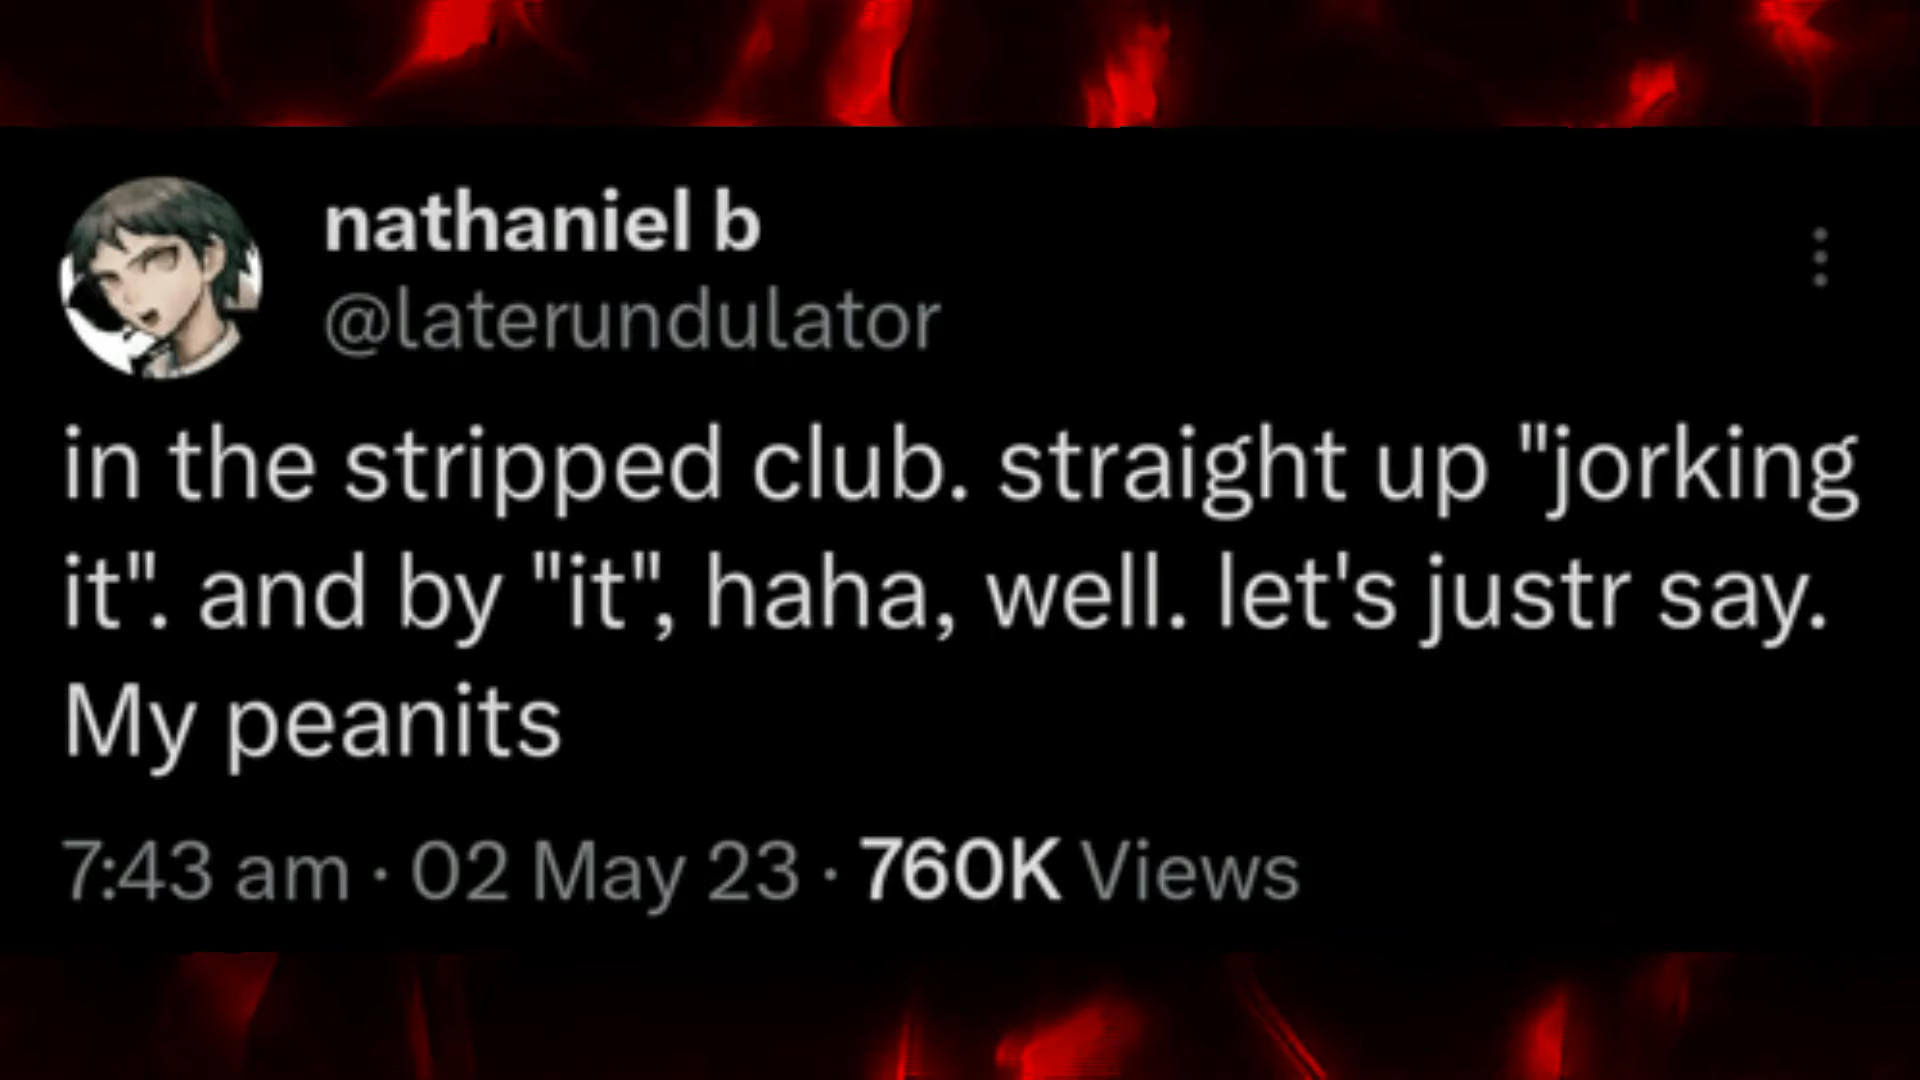 nathaniel b
@laterundulator
in the stripped club. straight up "jorking
it". and by "it", haha, well. let's justr say.
My peanits
7:43 am · 02 May 23 · 760K Views